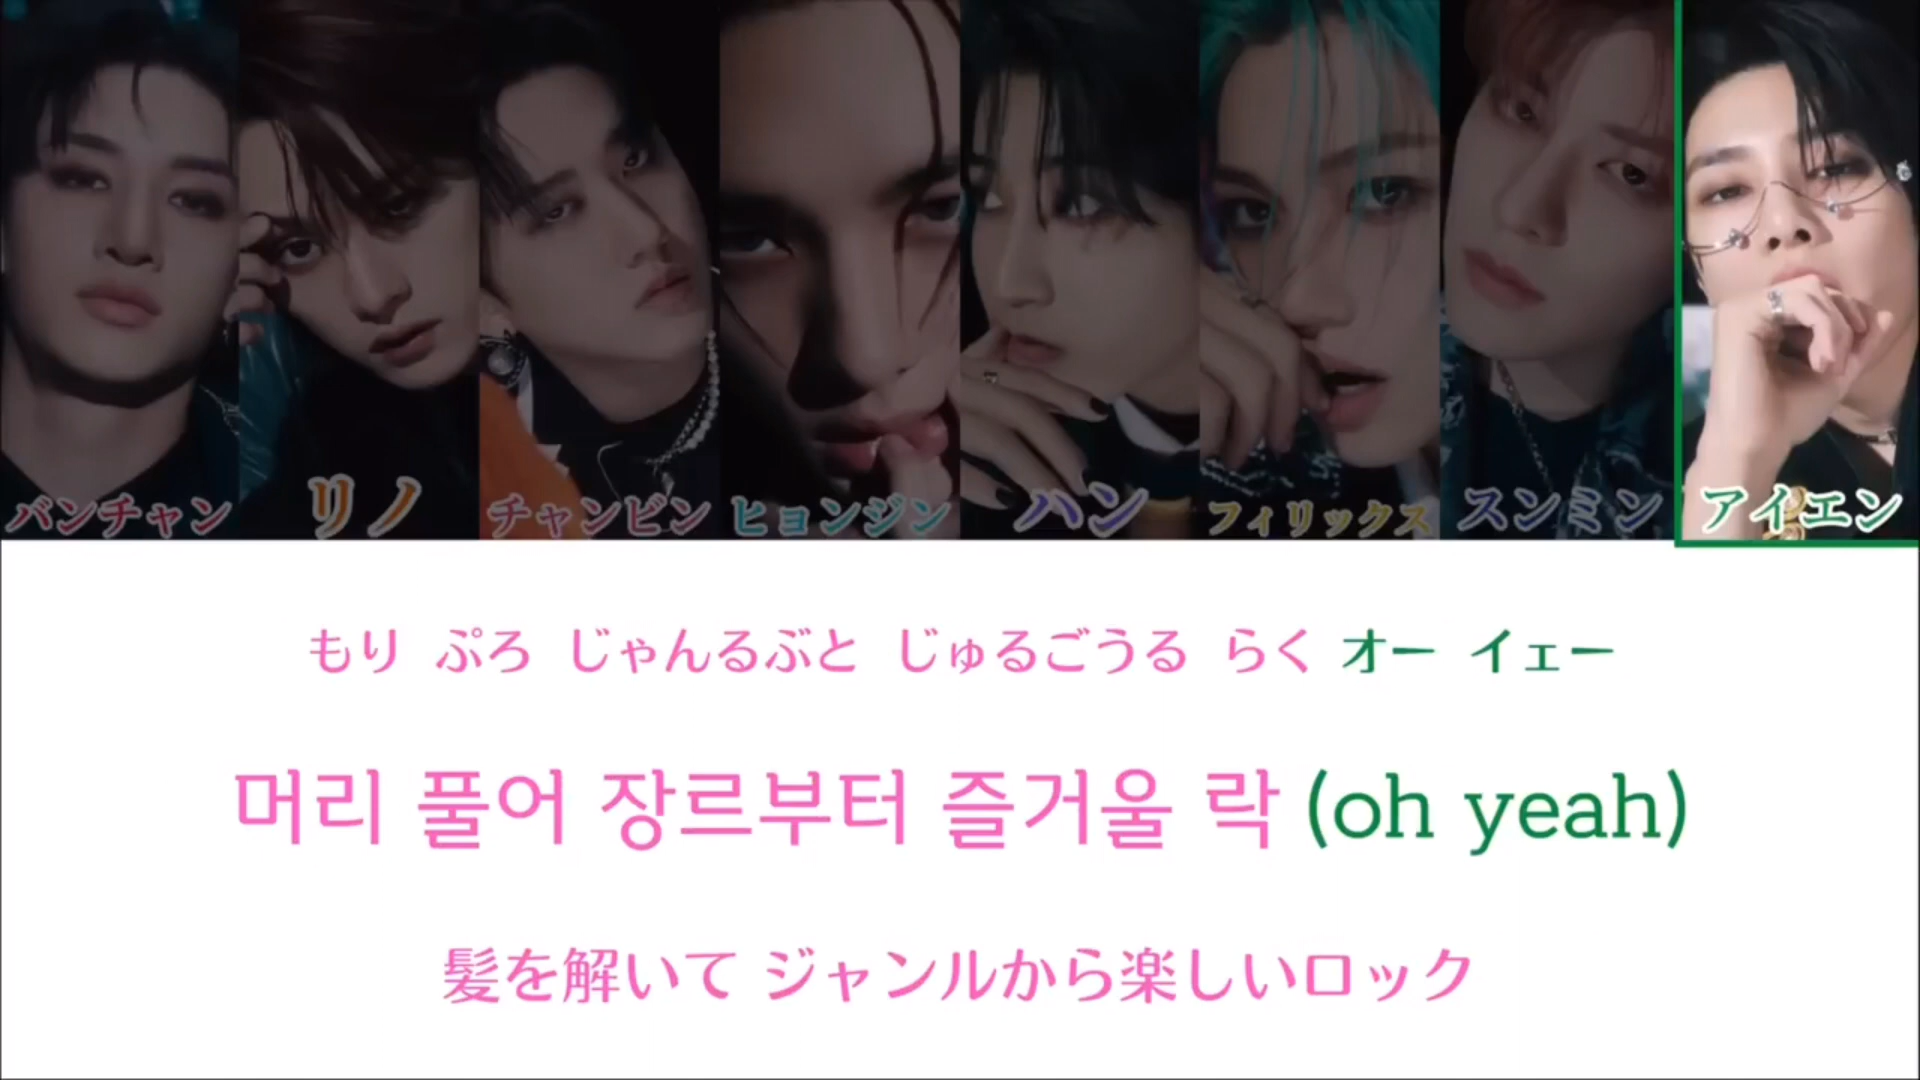 バンチャン リノ チャンビン ヒョンジン ハン フィリックス スンミン アイエン
もり ぷろ じゃんるぶと じゅるごうる らく オー イェー
머리 풀어 장르부터 즐거울 락 (oh yeah)
髪を解いて ジャンルから楽しいロック